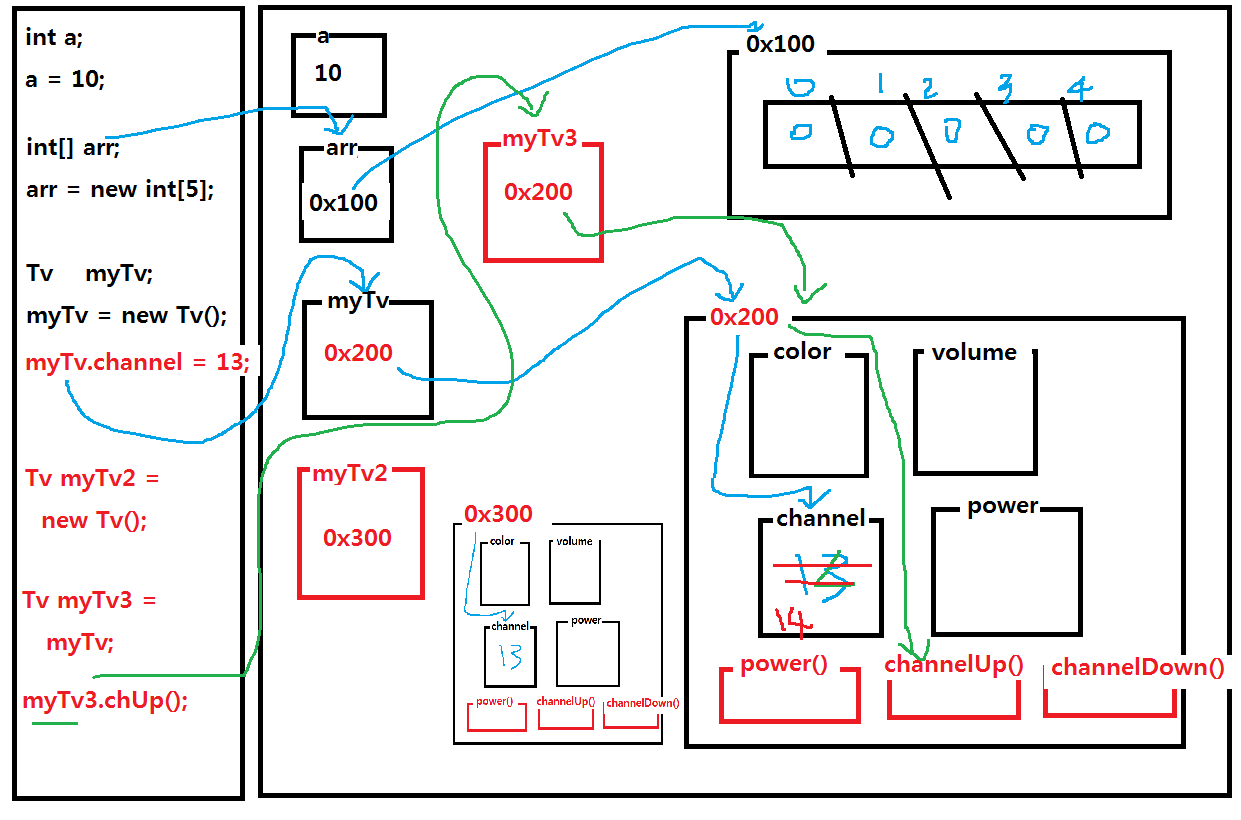 int a;
a = 10;
int[] arr;
arr = new int[5];
Tv myTv;
myTv = new Tv();
myTv.channel = 13;
Tv myTv2 =
new Tv();
Tv myTv3 =
myTv;
myTv3.chUp();
a
10
arr
0x100
myTv3
0x200
myTv
0x200
myTv2
0x300
0x100
0 1 2 3 4
0 0 0 0 0
0x200
color volume
channel power
13
14
power() channelUp() channelDown()
0x300
color volume
channel power
13
power() channelUp() channelDown()